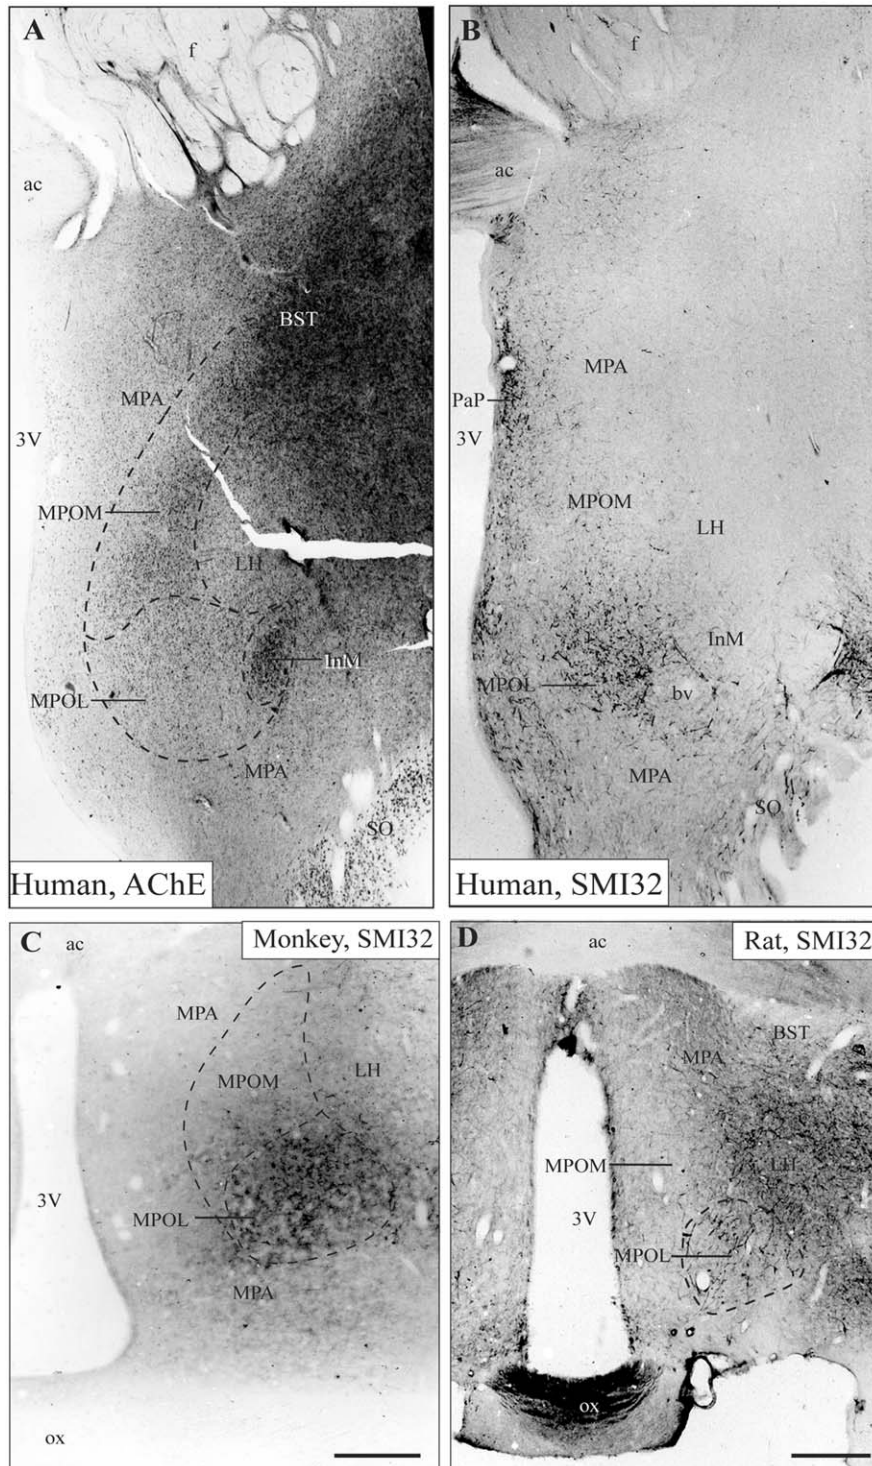 A
f
ac
BST
MPA
3V
MPOM
LH
InM
MPOL
MPA
SO
Human, AChE
B
f
ac
MPA
PaP
3V
MPOM
LH
InM
MPOL
bv
MPA
SO
Human, SMI32
C
ac
Monkey, SMI32
MPA
LH
MPOM
3V
MPOL
MPA
ox
D
ac
Rat, SMI32
BST
MPA
MPOM
LH
3V
MPOL
ox